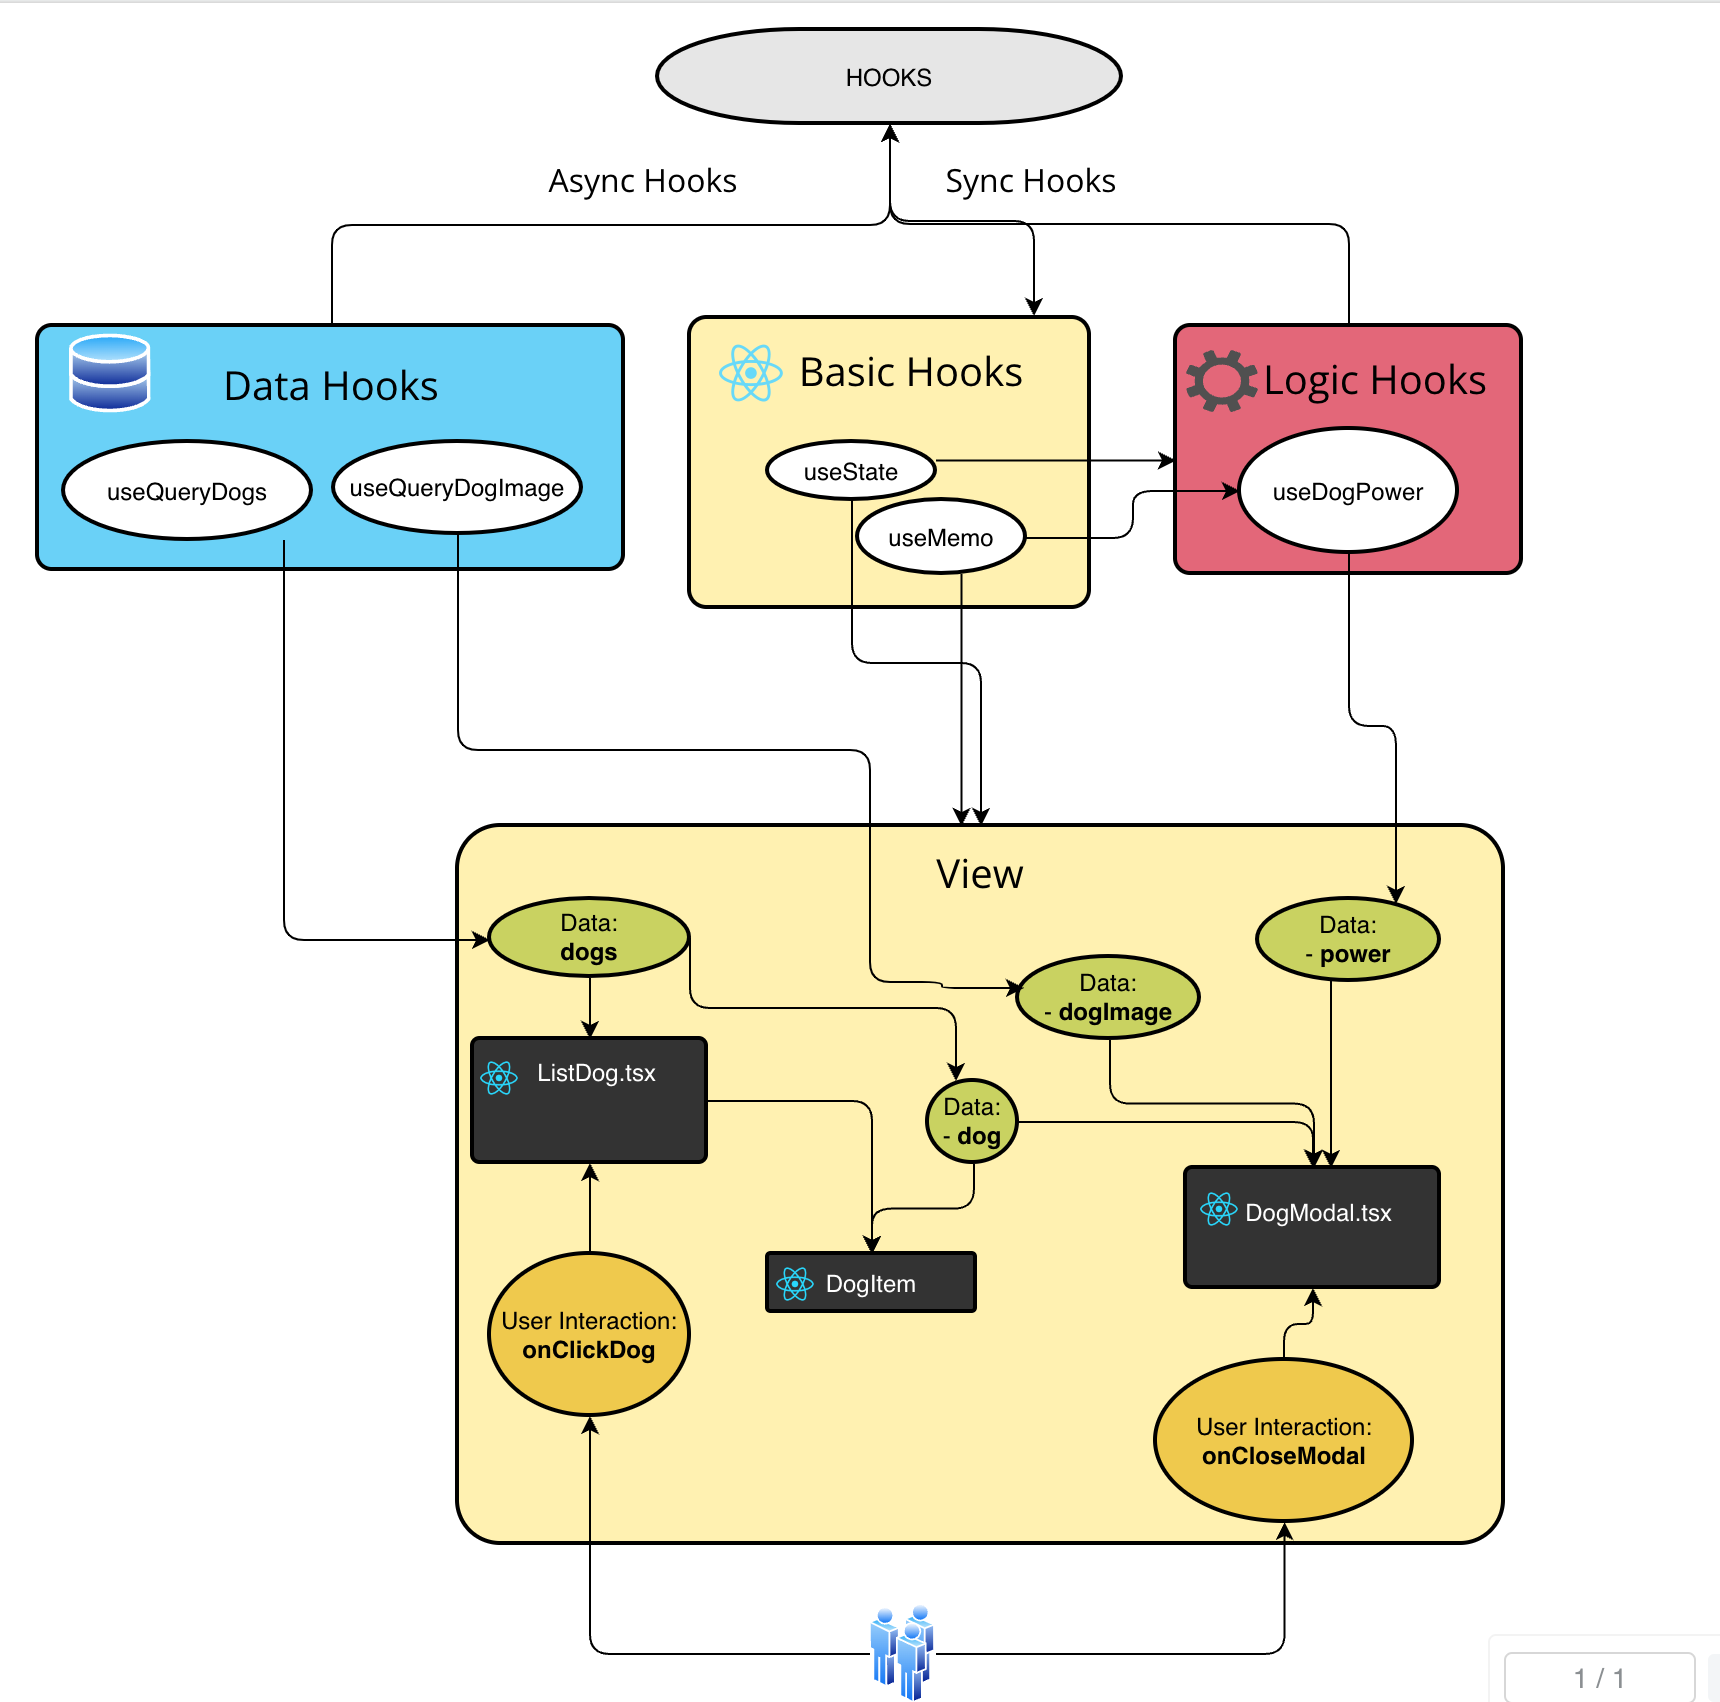 HOOKS
Async Hooks
Sync Hooks
Data Hooks
useQueryDogs
useQueryDogImage
Basic Hooks
useState
useMemo
Logic Hooks
useDogPower
View
Data:
dogs
Data:
- dogImage
Data:
- power
ListDog.tsx
Data:
- dog
DogItem
DogModal.tsx
User Interaction:
onClickDog
User Interaction:
onCloseModal
1 / 1